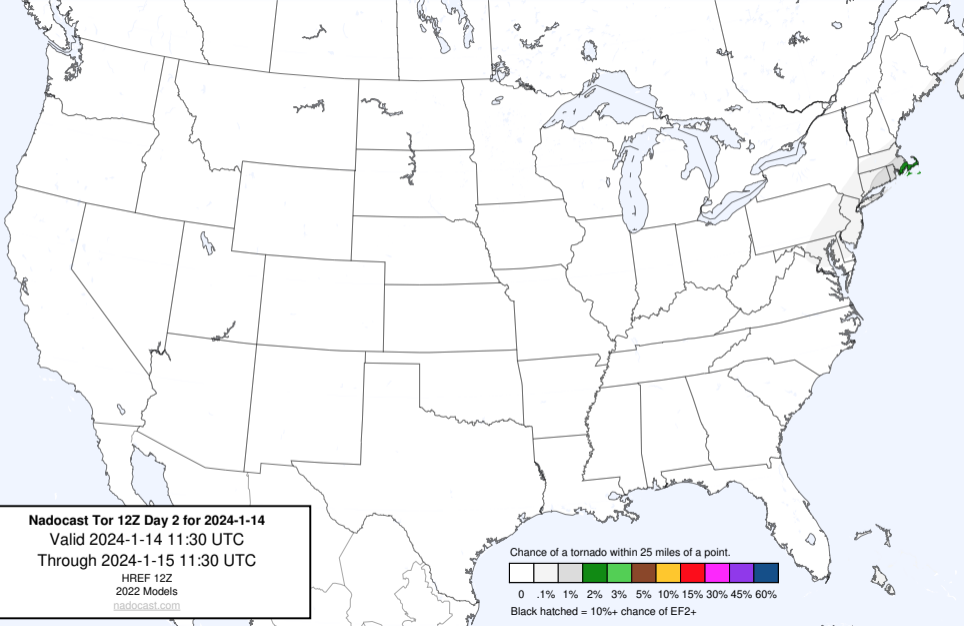 Nadocast Tor 12Z Day 2 for 2024-1-14
Valid 2024-1-14 11:30 UTC
Through 2024-1-15 11:30 UTC
HREF 12Z
2022 Models
nadocast.com
Chance of a tornado within 25 miles of a point.
0 .1% 1% 2% 3% 5% 10% 15% 30% 45% 60%
Black hatched = 10%+ chance of EF2+